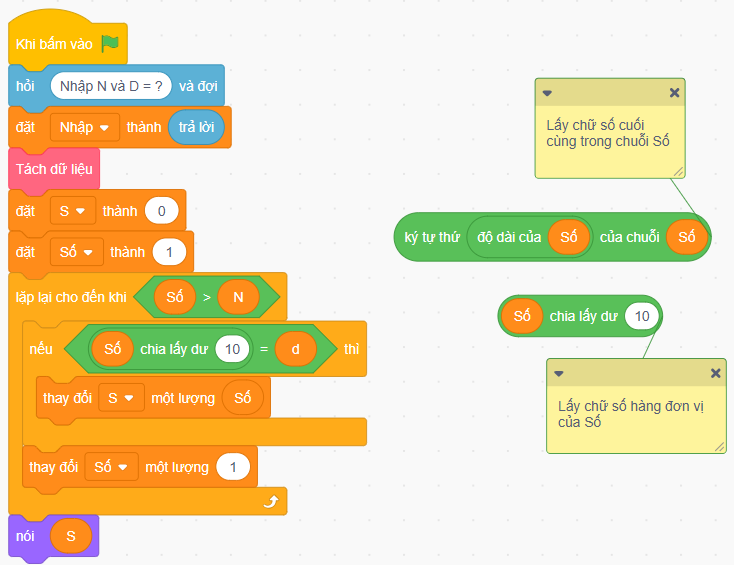 Khi bấm vào
hỏi Nhập N và D = ? và đợi
đặt Nhập thành trả lời
Tách dữ liệu
đặt S thành 0
đặt Số thành 1
lặp lại cho đến khi Số > N
nếu Số chia lấy dư 10 = d thì
thay đổi S một lượng Số
thay đổi Số một lượng 1
nói S
Lấy chữ số cuối
cùng trong chuỗi Số
ký tự thứ độ dài của Số của chuỗi Số
Số chia lấy dư 10
Lấy chữ số hàng đơn vị
của Số